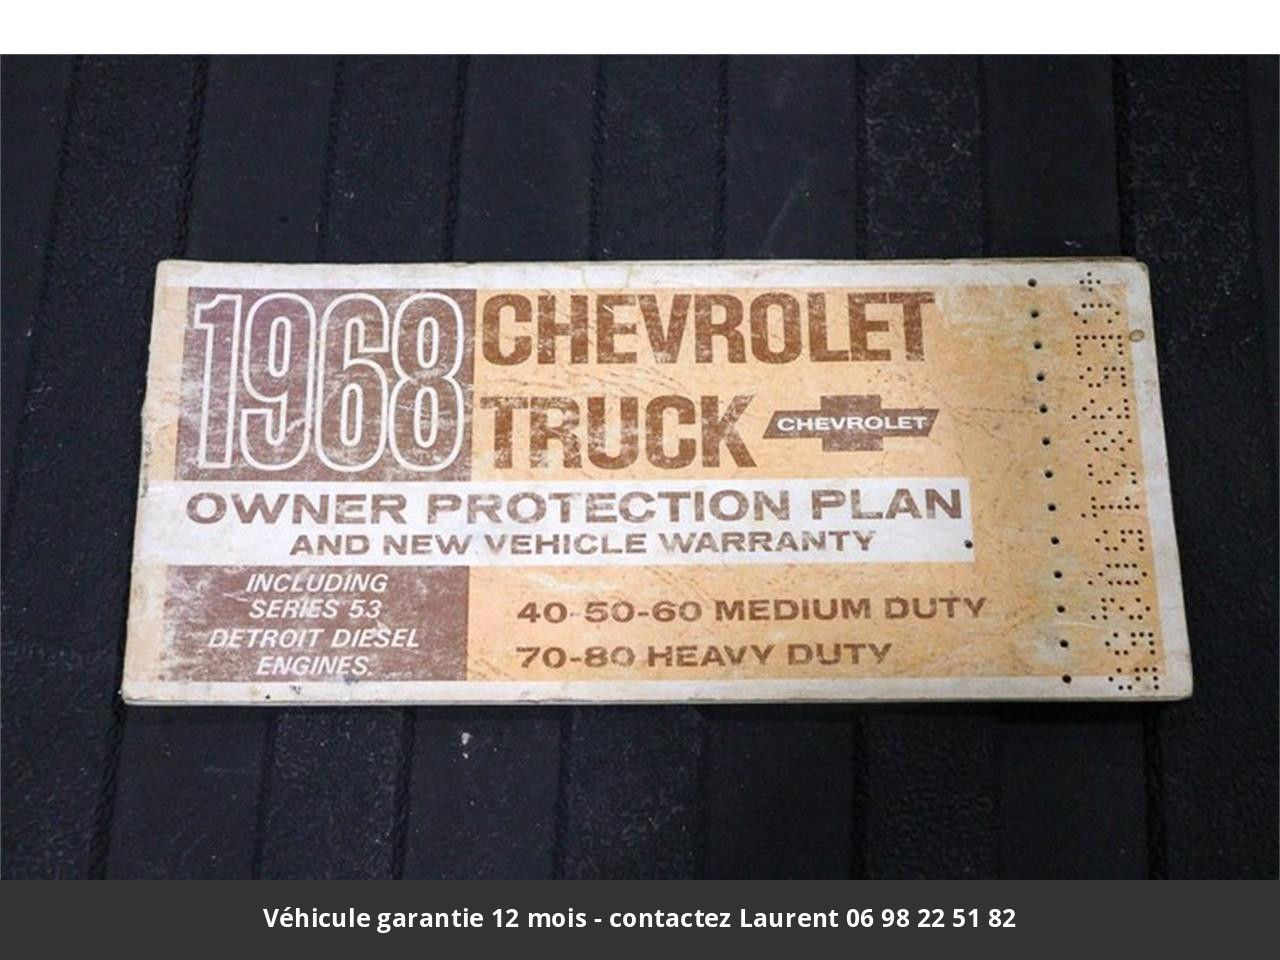 1968
CHEVROLET
TRUCK
CHEVROLET
OWNER PROTECTION PLAN
AND NEW VEHICLE WARRANTY
INCLUDING
SERIES 53
DETROIT DIESEL
ENGINES.
40-50-60 MEDIUM DUTY
70-80 HEAVY DUTY
Véhicule garantie 12 mois - contactez Laurent 06 98 22 51 82